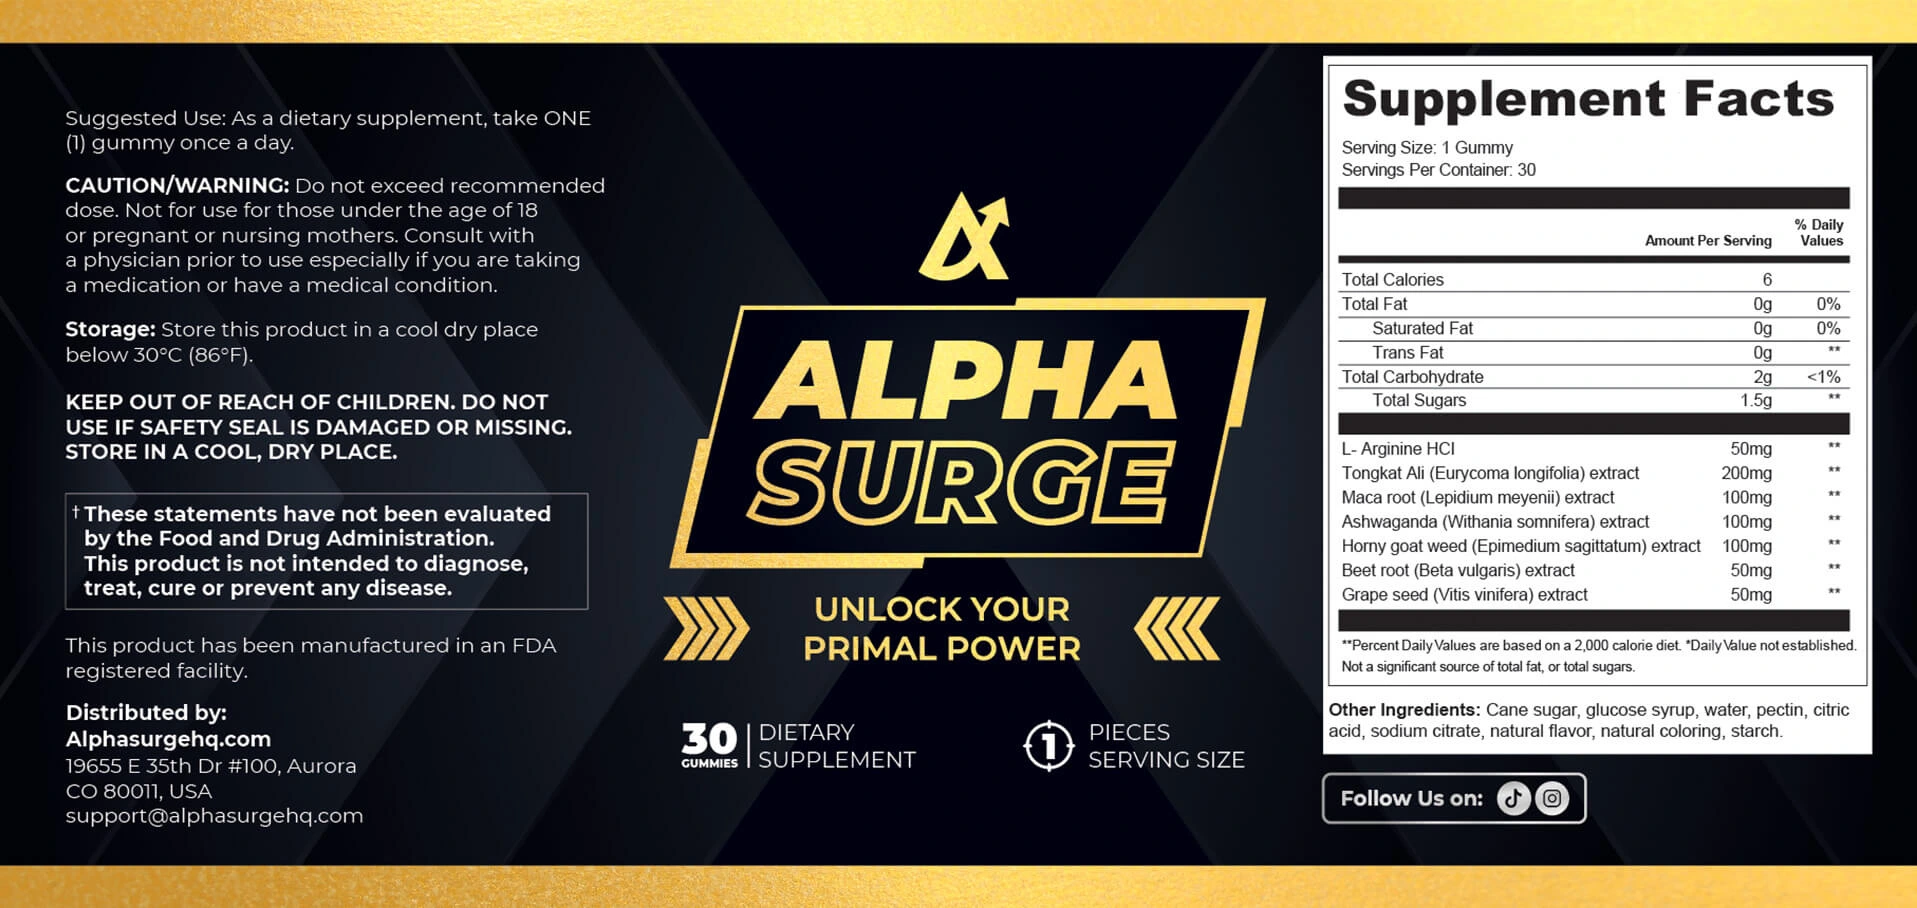 Suggested Use: As a dietary supplement, take ONE
(1) gummy once a day.
CAUTION/WARNING: Do not exceed recommended
dose. Not for use for those under the age of 18
or pregnant or nursing mothers. Consult with
a physician prior to use especially if you are taking
a medication or have a medical condition.
Storage: Store this product in a cool dry place
below 30°C (86°F).
KEEP OUT OF REACH OF CHILDREN. DO NOT
USE IF SAFETY SEAL IS DAMAGED OR MISSING.
STORE IN A COOL, DRY PLACE.
† These statements have not been evaluated
by the Food and Drug Administration.
This product is not intended to diagnose,
treat, cure or prevent any disease.
This product has been manufactured in an FDA
registered facility.
Distributed by:
Alphasurgehq.com
19655 E 35th Dr #100, Aurora
CO 80011, USA
support@alphasurgehq.com
ALPHA
SURGE
UNLOCK YOUR
PRIMAL POWER
30 GUMMIES
DIETARY
SUPPLEMENT
1
PIECES
SERVING SIZE
Supplement Facts
Serving Size: 1 Gummy
Servings Per Container: 30
Amount Per Serving % Daily Values
Total Calories 6
Total Fat 0g 0%
Saturated Fat 0g 0%
Trans Fat 0g **
Total Carbohydrate 2g <1%
Total Sugars 1.5g **
L- Arginine HCl 50mg **
Tongkat Ali (Eurycoma longifolia) extract 200mg **
Maca root (Lepidium meyenii) extract 100mg **
Ashwaganda (Withania somnifera) extract 100mg **
Horny goat weed (Epimedium sagittatum) extract 100mg **
Beet root (Beta vulgaris) extract 50mg **
Grape seed (Vitis vinifera) extract 50mg **
**Percent Daily Values are based on a 2,000 calorie diet. *Daily Value not established.
Not a significant source of total fat, or total sugars.
Other Ingredients: Cane sugar, glucose syrup, water, pectin, citric
acid, sodium citrate, natural flavor, natural coloring, starch.
Follow Us on: